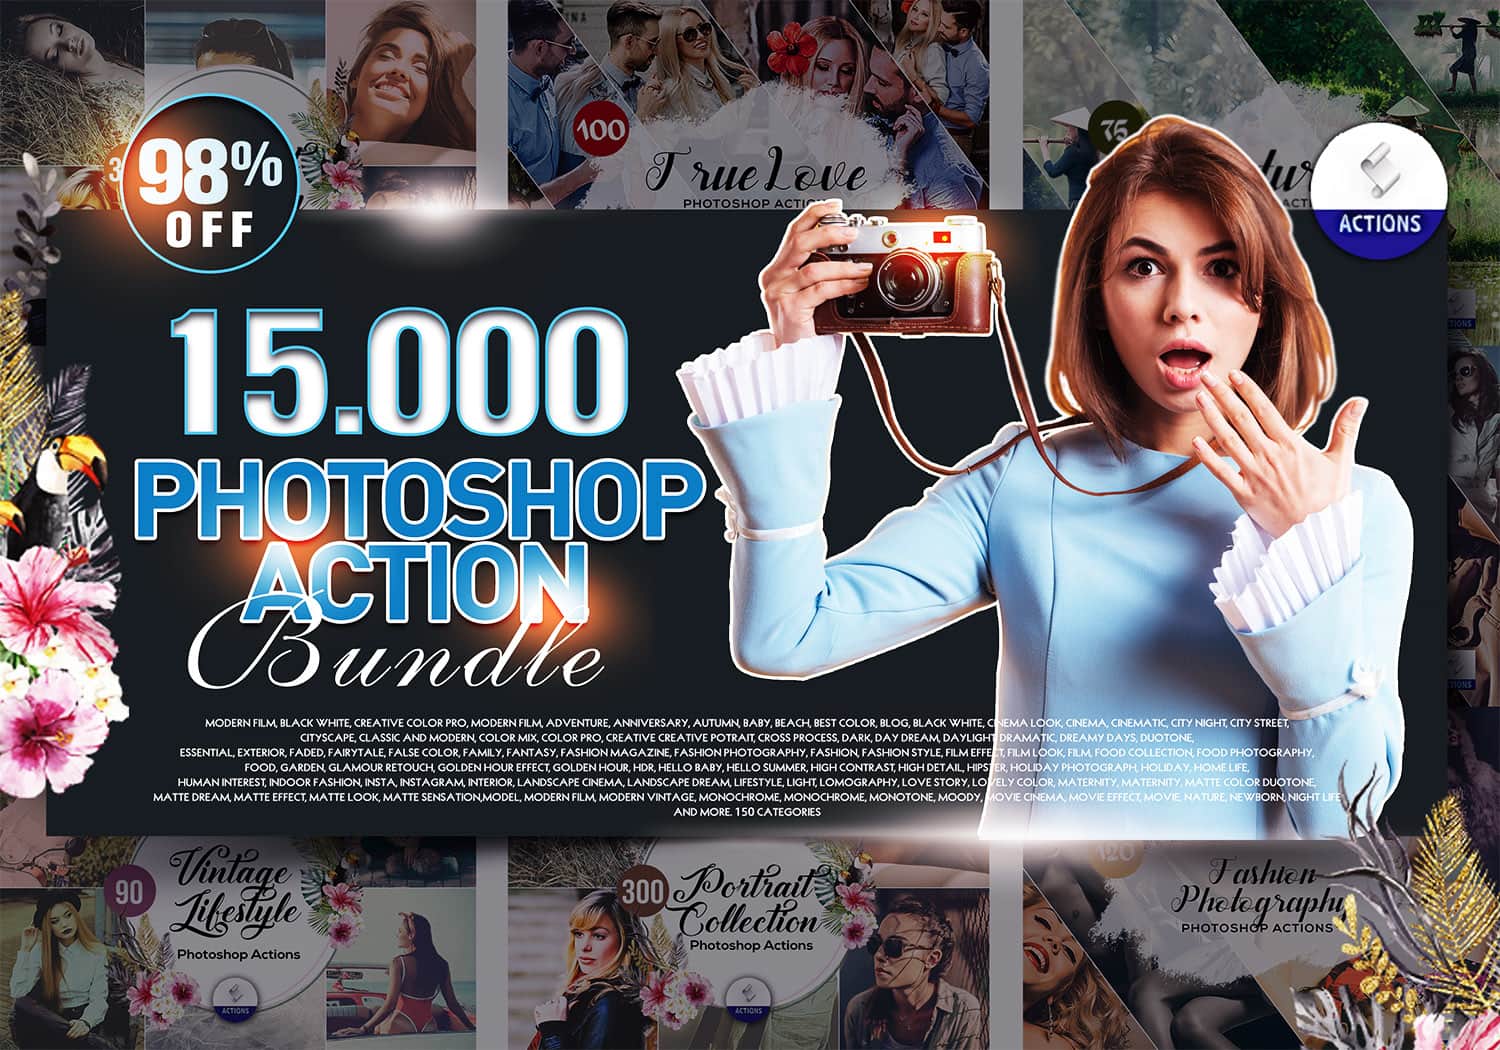 100
True Love
PHOTOSHOP ACTIO
75
98%
OFF
ACTIONS
15.000
PHOTOSHOP
ACTION
Bundle
MODERN FILM, BLACK WHITE, CREATIVE COLOR PRO, MODERN FILM, ADVENTURE, ANNIVERSARY, AUTUMN, BABY, BEACH, BEST COLOR, BLOG, BLACK WHITE, CINEMA LOOK, CINEMA, CINEMATIC, CITY NIGHT, CITY STREET,
CITYSCAPE, CLASSIC AND MODERN, COLOR MIX, COLOR PRO, CREATIVE CREATIVE POTRAIT, CROSS PROCESS, DARK, DAY DREAM, DAYLIGHT DRAMATIC, DREAMY DAYS, DUOTONE,
ESSENTIAL, EXTERIOR, FADED, FAIRYTALE, FALSE COLOR, FAMILY, FANTASY, FASHION MAGAZINE, FASHION PHOTOGRAPHY, FASHION, FASHION STYLE, FILM EFFECT, FILM LOOK, FILM, FOOD COLLECTION, FOOD PHOTOGRAPHY,
FOOD, GARDEN, GLAMOUR RETOUCH, GOLDEN HOUR EFFECT, GOLDEN HOUR, HDR, HELLO BABY, HELLO SUMMER, HIGH CONTRAST, HIGH DETAIL, HIPSTER, HOLIDAY PHOTOGRAPH, HOLIDAY, HOME LIFE,
HUMAN INTEREST, INDOOR FASHION, INSTA, INSTAGRAM, INTERIOR, LANDSCAPE CINEMA, LANDSCAPE DREAM, LIFESTYLE, LIGHT, LOMOGRAPHY, LOVE STORY, LOVELY COLOR, MATERNITY, MATERNITY, MATTE COLOR DUOTONE,
MATTE DREAM, MATTE EFFECT, MATTE LOOK, MATTE SENSATION,MODEL, MODERN FILM, MODERN VINTAGE, MONOCHROME, MONOCHROME, MONOTONE, MOODY, MOVIE CINEMA, MOVIE EFFECT, MOVIE, NATURE, NEWBORN, NIGHT LIFE
AND MORE. 150 CATEGORIES
90
Vintage
Lifestyle
Photoshop Actions
ACTIONS
300
Portrait
Collection
Photoshop Actions
ACTIONS
120
Fashion
Photography
PHOTOSHOP ACTIONS